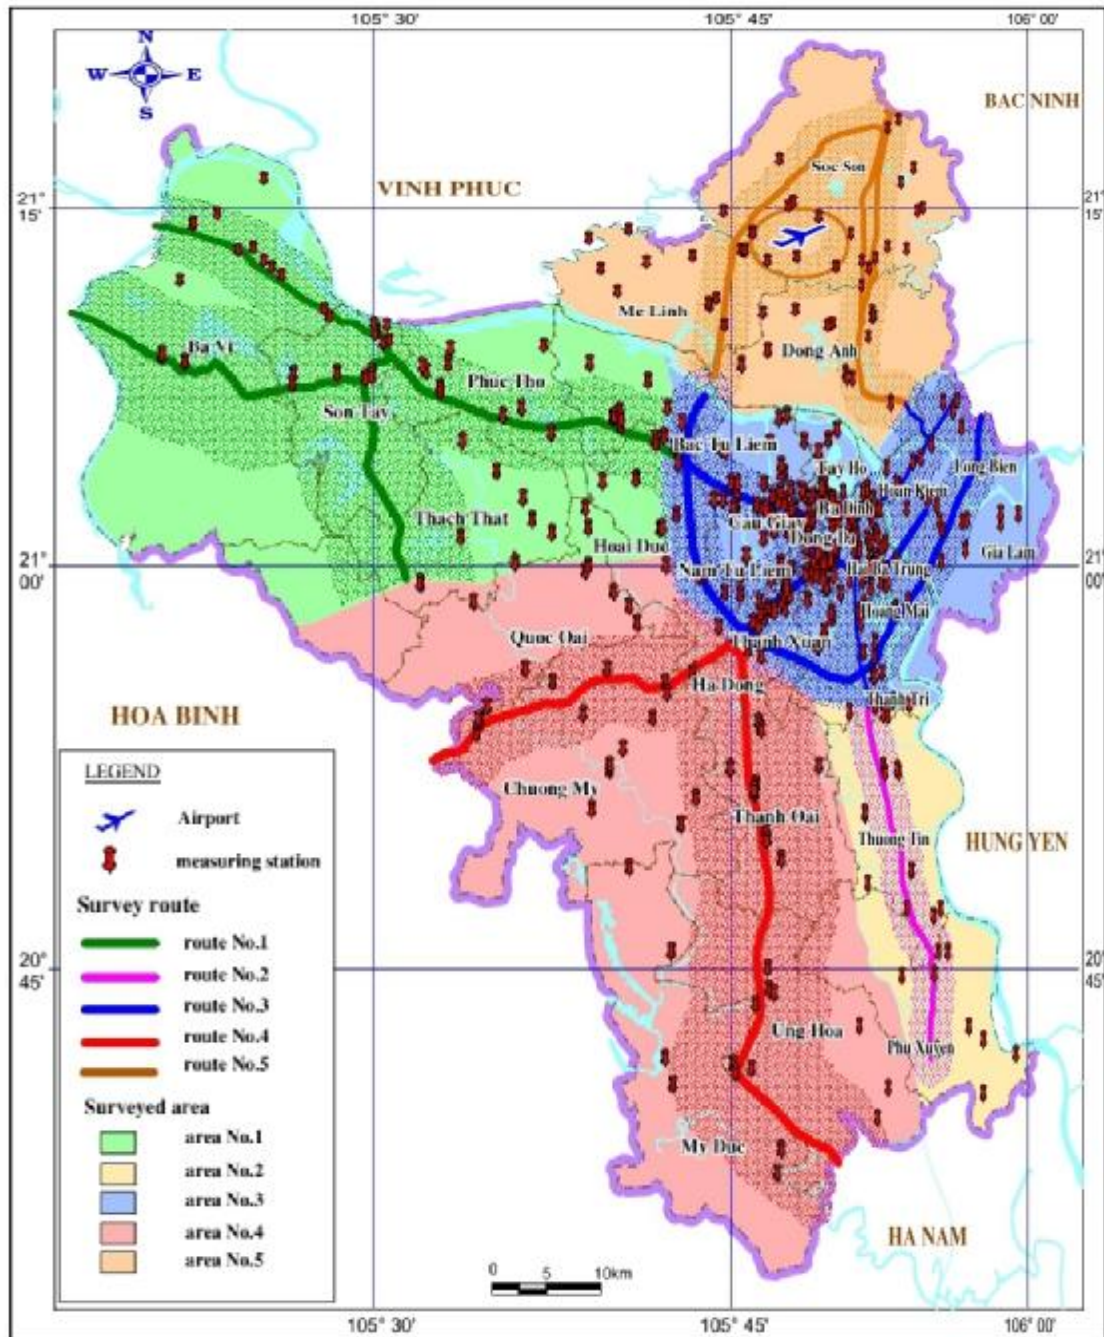 105° 30'
105° 45'
106° 00'
N
W E
S
BAC NINH
Soc Son
21°
15'
VINH PHUC
21°
15'
Me Linh
Dong Anh
Ba Vi
Phuc Tho
Son Tay
Bac Tu Liem
Tay Ho
Long Bien
Hoan Kiem
Ba Dinh
Thach That
Cau Giay
Dong Da
Hoai Duc
Gia Lam
21°
00'
Nam Tu Liem
Hai Ba Trung
21°
00'
Hoang Mai
Quoc Oai
Thanh Xuan
Ha Dong
Thanh Tri
HOA BINH
LEGEND
Airport
measuring station
Survey route
route No.1
route No.2
route No.3
route No.4
route No.5
Surveyed area
area No.1
area No.2
area No.3
area No.4
area No.5
Chuong My
Thanh Oai
Thuong Tin
HUNG YEN
20°
45'
20°
45'
Ung Hoa
Phu Xuyen
My Duc
HA NAM
0 5 10km
105° 30'
105° 45'
106° 00'